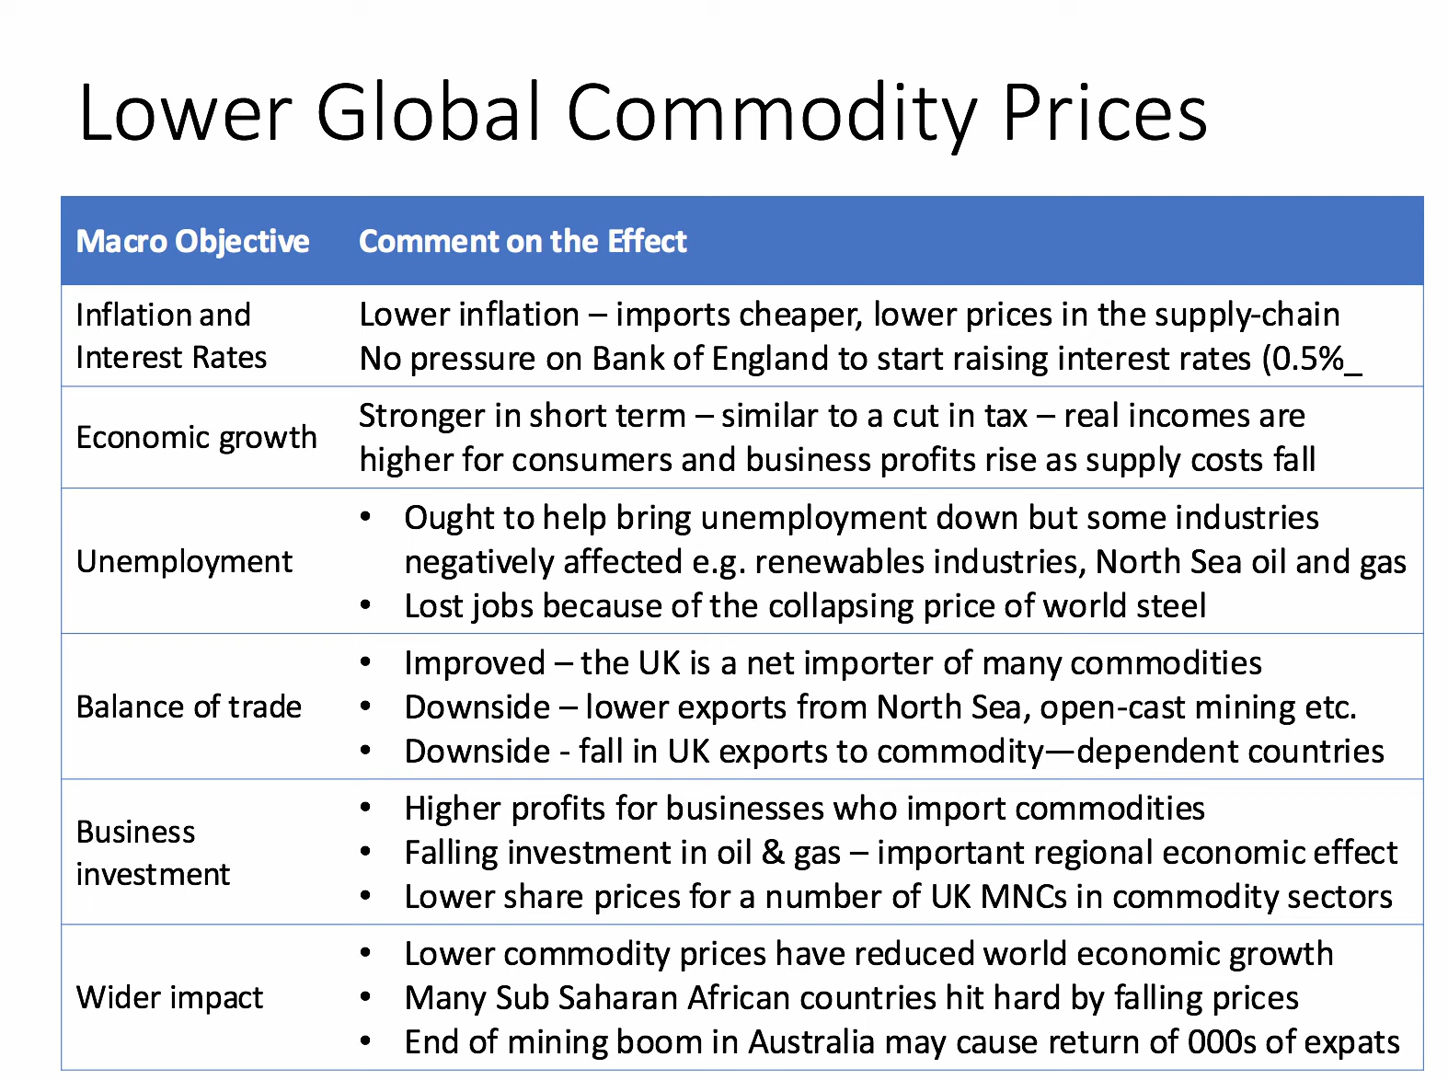 Lower Global Commodity Prices
Macro Objective
Comment on the Effect
Inflation and
Interest Rates
Lower inflation – imports cheaper, lower prices in the supply-chain
No pressure on Bank of England to start raising interest rates (0.5%_
Economic growth
Stronger in short term – similar to a cut in tax – real incomes are
higher for consumers and business profits rise as supply costs fall
Unemployment
• Ought to help bring unemployment down but some industries
negatively affected e.g. renewables industries, North Sea oil and gas
• Lost jobs because of the collapsing price of world steel
Balance of trade
• Improved – the UK is a net importer of many commodities
• Downside – lower exports from North Sea, open-cast mining etc.
• Downside - fall in UK exports to commodity—dependent countries
Business
investment
• Higher profits for businesses who import commodities
• Falling investment in oil & gas – important regional economic effect
• Lower share prices for a number of UK MNCs in commodity sectors
Wider impact
• Lower commodity prices have reduced world economic growth
• Many Sub Saharan African countries hit hard by falling prices
• End of mining boom in Australia may cause return of 000s of expats